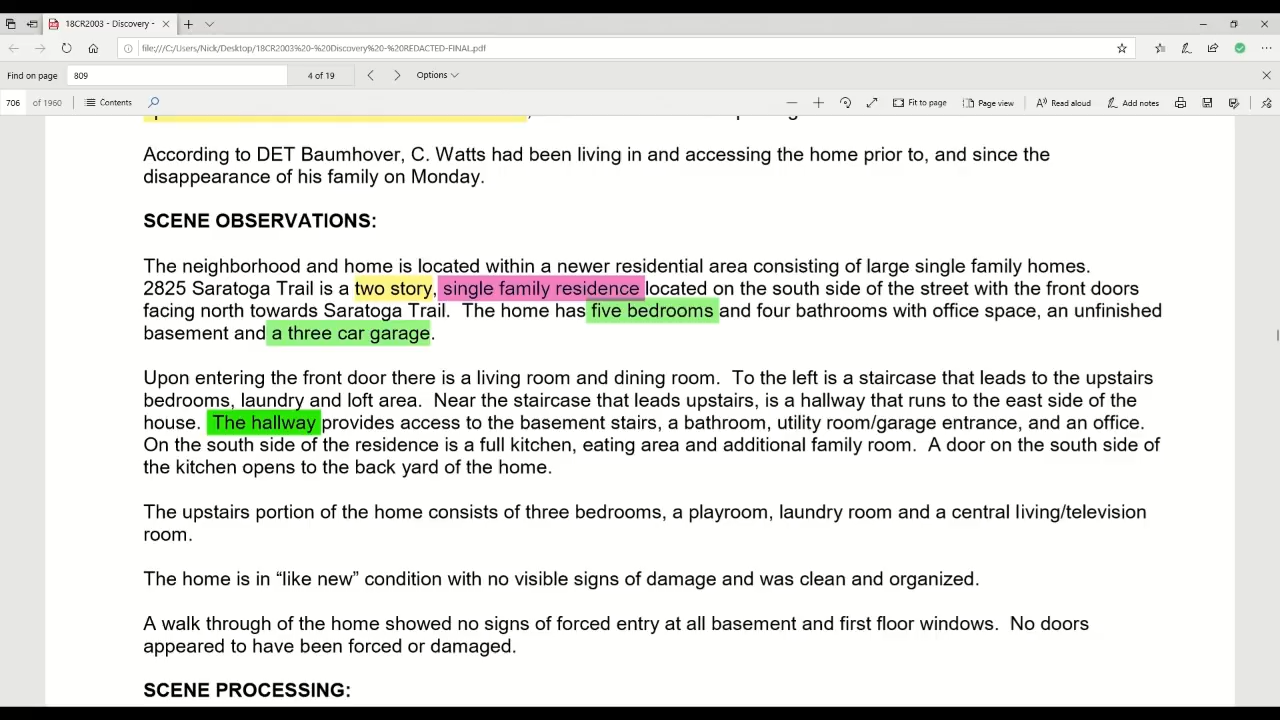 18CR2003 - Discovery -
file:///C:/Users/Nick/Desktop/18CR2003%20-%20Discovery%20-%20REDACTED-FINAL.pdf
Find on page 809 4 of 19 Options
706 of 1960 Contents Fit to page Page view Read aloud Add notes
According to DET Baumhover, C. Watts had been living in and accessing the home prior to, and since the
disappearance of his family on Monday.
SCENE OBSERVATIONS:
The neighborhood and home is located within a newer residential area consisting of large single family homes.
2825 Saratoga Trail is a two story, single family residence located on the south side of the street with the front doors
facing north towards Saratoga Trail. The home has five bedrooms and four bathrooms with office space, an unfinished
basement and a three car garage.
Upon entering the front door there is a living room and dining room. To the left is a staircase that leads to the upstairs
bedrooms, laundry and loft area. Near the staircase that leads upstairs, is a hallway that runs to the east side of the
house. The hallway provides access to the basement stairs, a bathroom, utility room/garage entrance, and an office.
On the south side of the residence is a full kitchen, eating area and additional family room. A door on the south side of
the kitchen opens to the back yard of the home.
The upstairs portion of the home consists of three bedrooms, a playroom, laundry room and a central living/television
room.
The home is in “like new” condition with no visible signs of damage and was clean and organized.
A walk through of the home showed no signs of forced entry at all basement and first floor windows. No doors
appeared to have been forced or damaged.
SCENE PROCESSING: